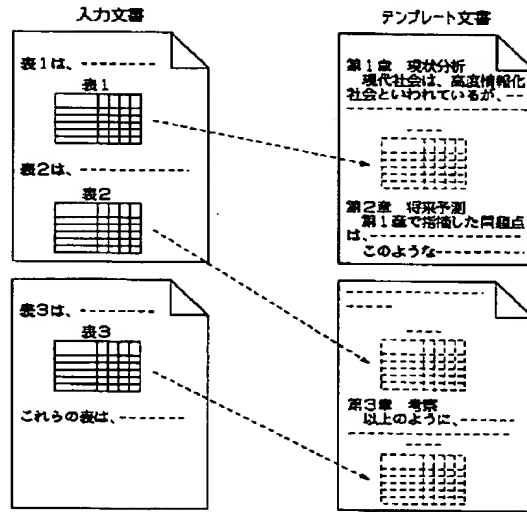 入力文書
表1は、
表1
表2は、
表2
表3は、
表3
これらの表は、
テンプレート文書
第1章 現状分析
現代社会は、高度情報化
社会といわれているが、
第2章 将来予測
第1章で指摘した問題点
は、
このような
第3章 考察
以上のように、